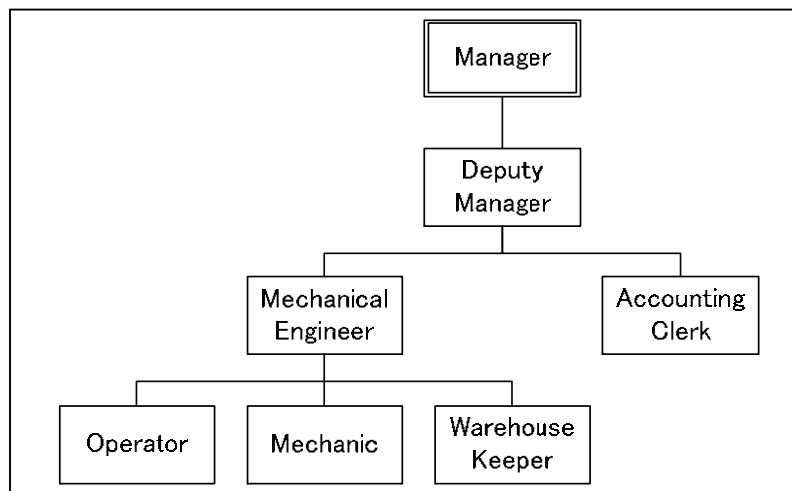 Manager
Deputy
Manager
Mechanical
Engineer
Accounting
Clerk
Operator
Mechanic
Warehouse
Keeper